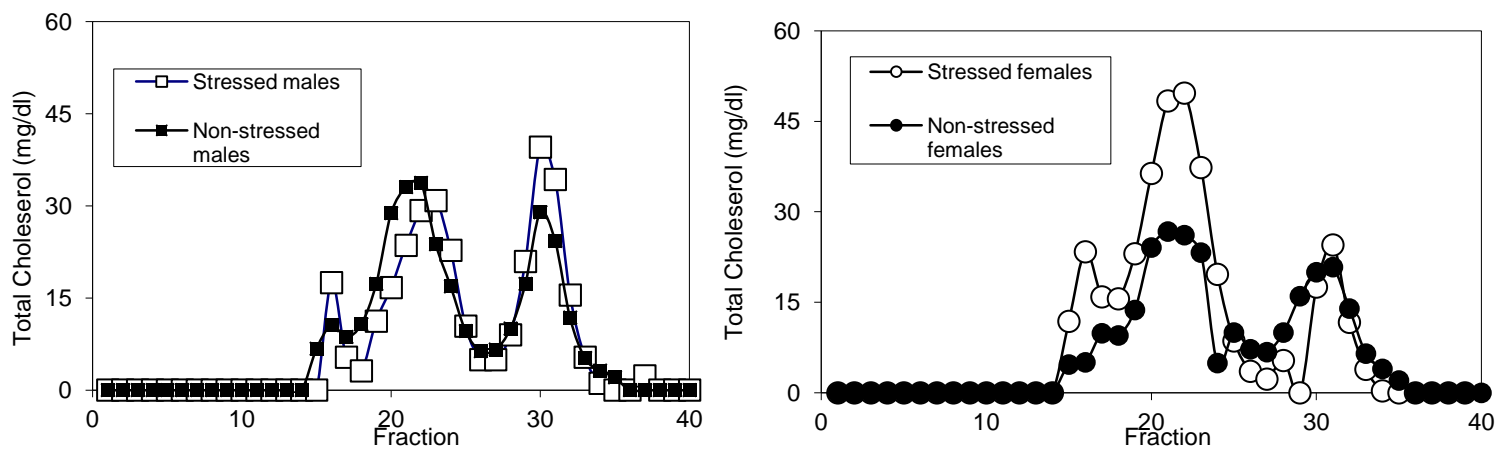 60
45
30
15
0
0
10
20
30
40
Total Choleserol (mg/dl)
Fraction
Stressed males
Non-stressed
males
60
45
30
15
0
0
10
20
30
40
Total Cholesterol (mg/dl)
Fraction
Stressed females
Non-stressed
females